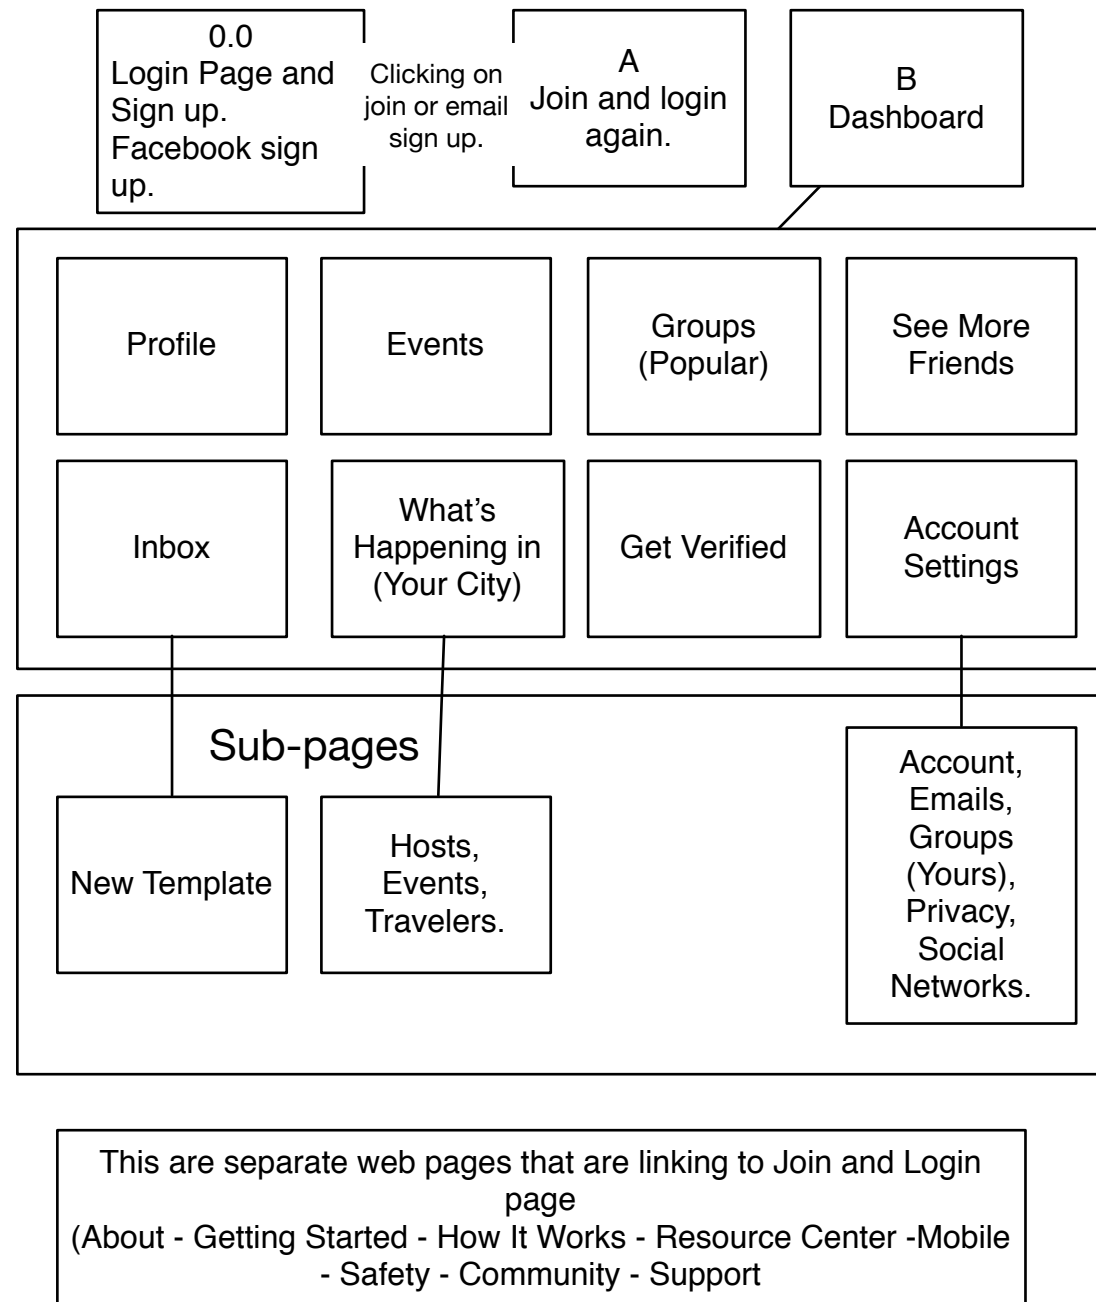 0.0
Login Page and
Sign up.
Facebook sign
up.
Clicking on
join or email
sign up.
A
Join and login
again.
B
Dashboard
Profile
Events
Groups
(Popular)
See More
Friends
Inbox
What's
Happening in
(Your City)
Get Verified
Account
Settings
Sub-pages
New Template
Hosts,
Events,
Travelers.
Account,
Emails,
Groups
(Yours),
Privacy,
Social
Networks.
This are separate web pages that are linking to Join and Login
page
(About - Getting Started - How It Works - Resource Center -Mobile
- Safety - Community - Support